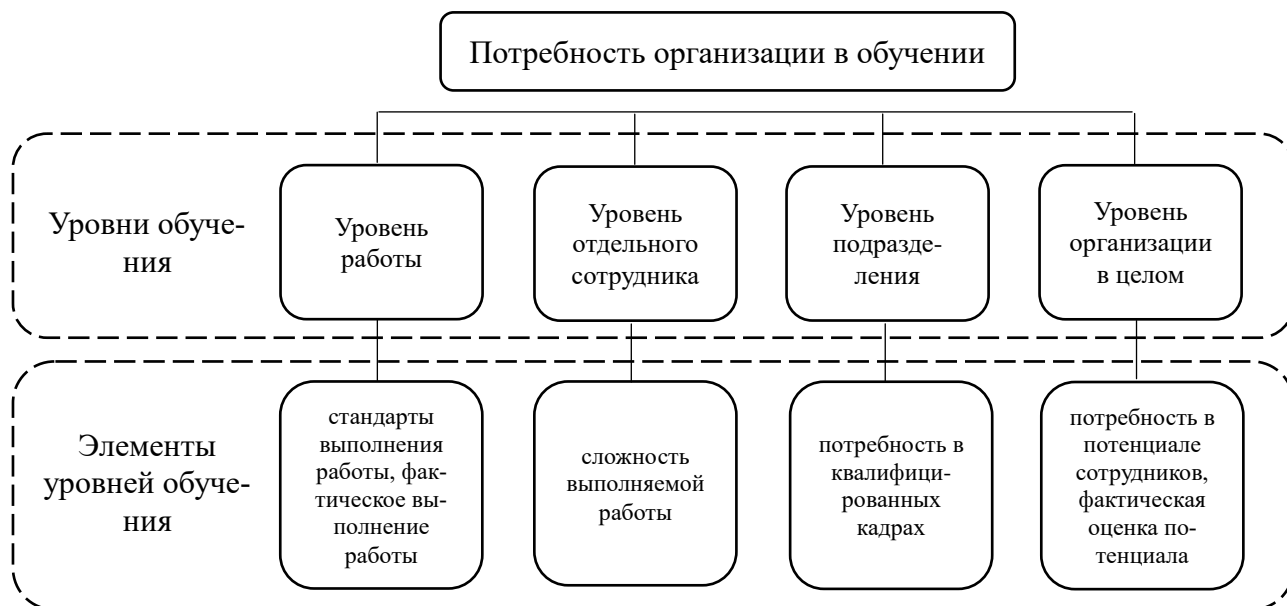 Потребность организации в обучении
Уровни обуче-
ния
Уровень
работы
Уровень
отдельного
сотрудника
Уровень
подразде-
ления
Уровень
организации
в целом
Элементы
уровней обуче-
ния
стандарты
выполнения
работы, фак-
тическое вы-
полнение
работы
сложность
выполняемой
работы
потребность в
квалифици-
рованных
кадрах
потребность в
потенциале
сотрудников,
фактическая
оценка по-
тенциала